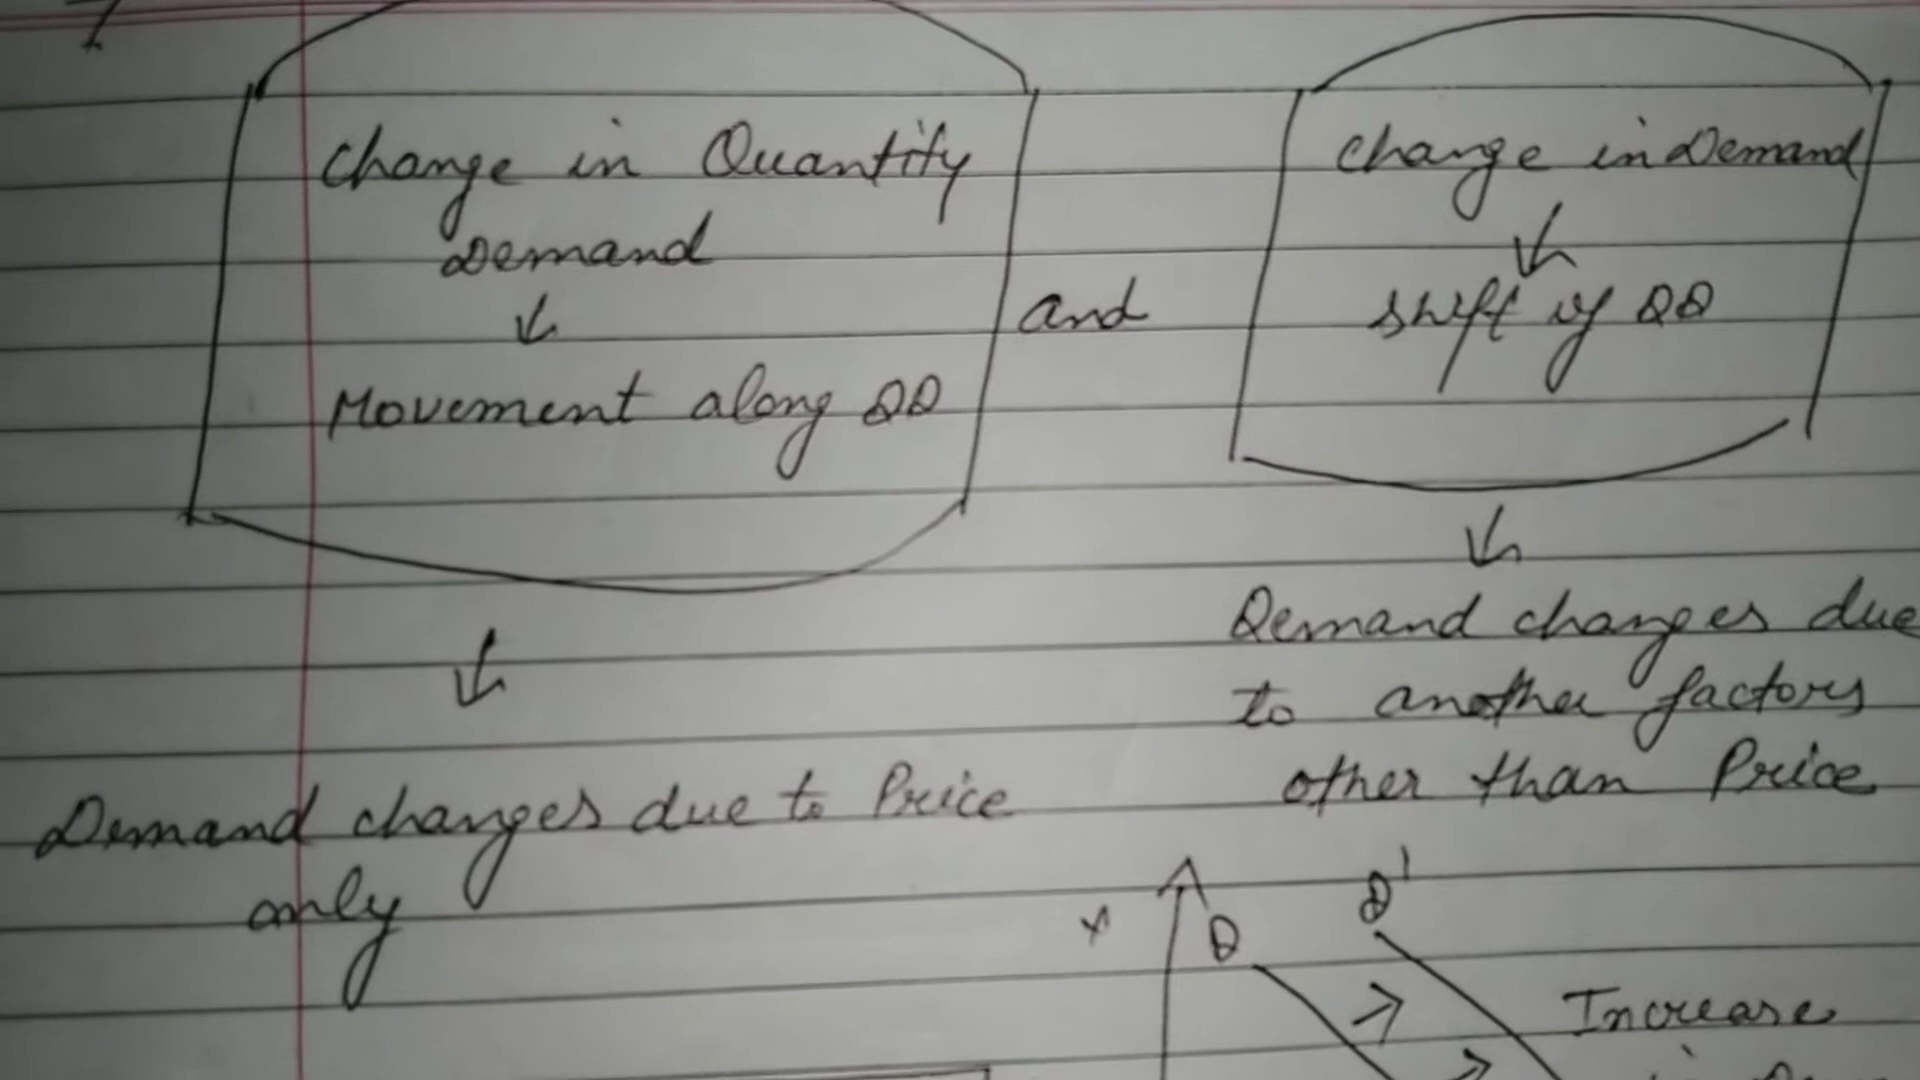 Change in Quantity
Demand
Movement along DD
and
Change in Demand
shift of DD
Demand changes due to Price
only
Demand changes due
to another factors
other than Price
D
D'
Increase